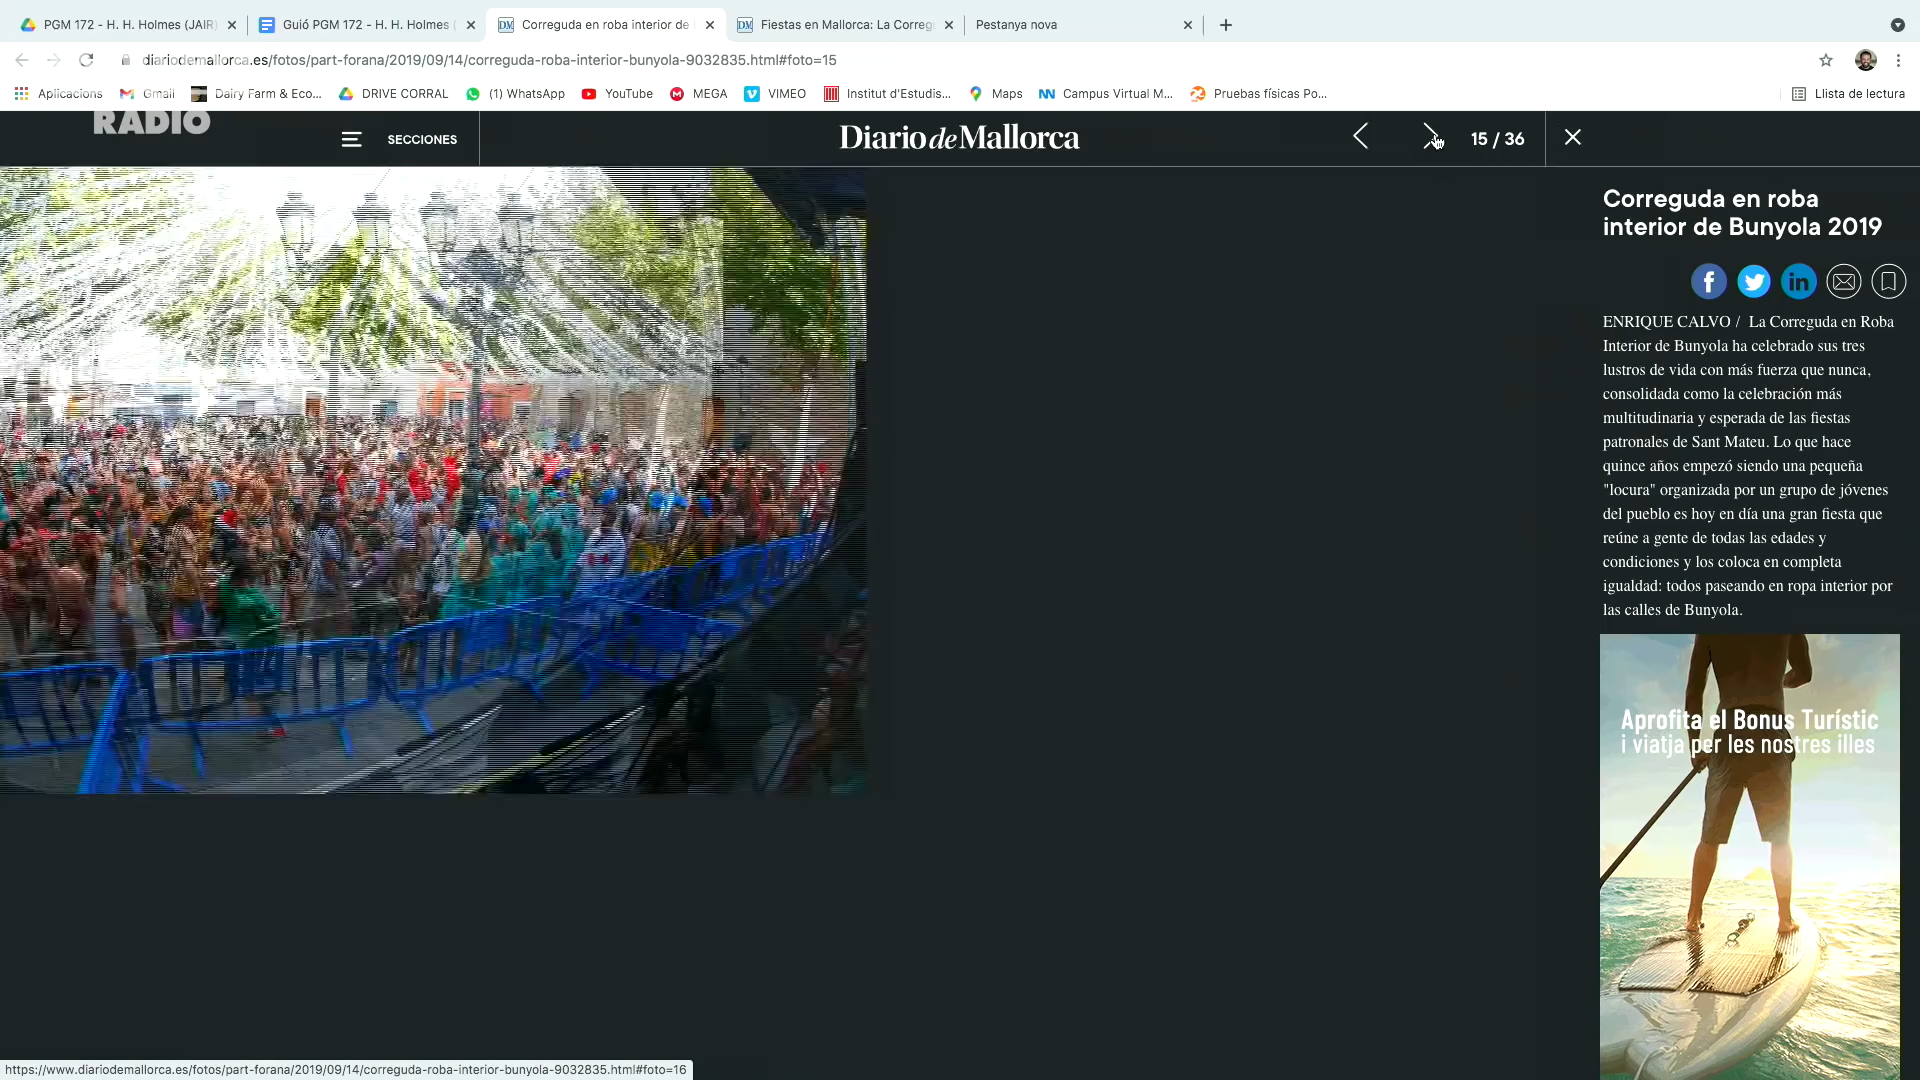 PGM 172 - H. H. Holmes (JAIR)
Guió PGM 172 - H. H. Holmes (
Correguda en roba interior de
Fiestas en Mallorca: La Correg
Pestanya nova
diariodemallorca.es/fotos/part-forana/2019/09/14/correguda-roba-interior-bunyola-9032835.html#foto=15
Aplicacions
Gmail
Dairy Farm & Eco...
DRIVE CORRAL
(1) WhatsApp
YouTube
MEGA
VIMEO
Institut d'Estudis...
Maps
Campus Virtual M...
Pruebas físicas Po...
Llista de lectura
RADIO
SECCIONES
Diario de Mallorca
15 / 36
Correguda en roba
interior de Bunyola 2019
ENRIQUE CALVO / La Correguda en Roba
Interior de Bunyola ha celebrado sus tres
lustros de vida con más fuerza que nunca,
consolidada como la celebración más
multitudinaria y esperada de las fiestas
patronales de Sant Mateu. Lo que hace
quince años empezó siendo una pequeña
"locura" organizada por un grupo de jóvenes
del pueblo es hoy en día una gran fiesta que
reúne a gente de todas las edades y
condiciones y los coloca en completa
igualdad: todos paseando en ropa interior por
las calles de Bunyola.
Aprofita el Bonus Turístic
i viatja per les nostres illes
https://www.diariodemallorca.es/fotos/part-forana/2019/09/14/correguda-roba-interior-bunyola-9032835.html#foto=16